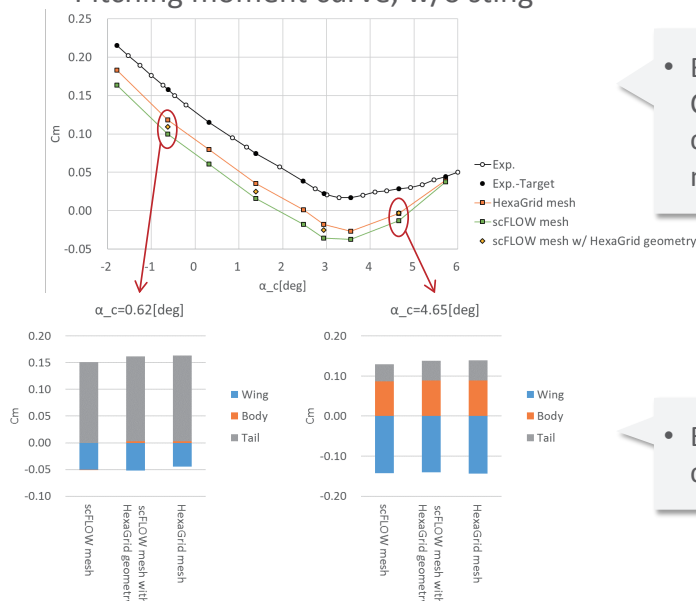 Pitching moment curve, w/o sting
0.25
0.20
0.15
0.10
0.05
0.00
-0.05
Cm
-2 -1 0 1 2 3 4 5 6
α_c[deg]
Exp.
Exp.-Target
HexaGrid mesh
scFLOW mesh
scFLOW mesh w/ HexaGrid geometry
α_c=0.62[deg]
0.20
0.15
0.10
0.05
0.00
-0.05
-0.10
Cm
Wing
Body
Tail
scFLOW mesh
scFLOW mesh with
HexaGrid geometry
HexaGrid mesh
α_c=4.65[deg]
0.20
0.10
0.00
-0.10
-0.20
Cm
Wing
Body
Tail
scFLOW mesh
scFLOW mesh with
HexaGrid geometry
HexaGrid mesh